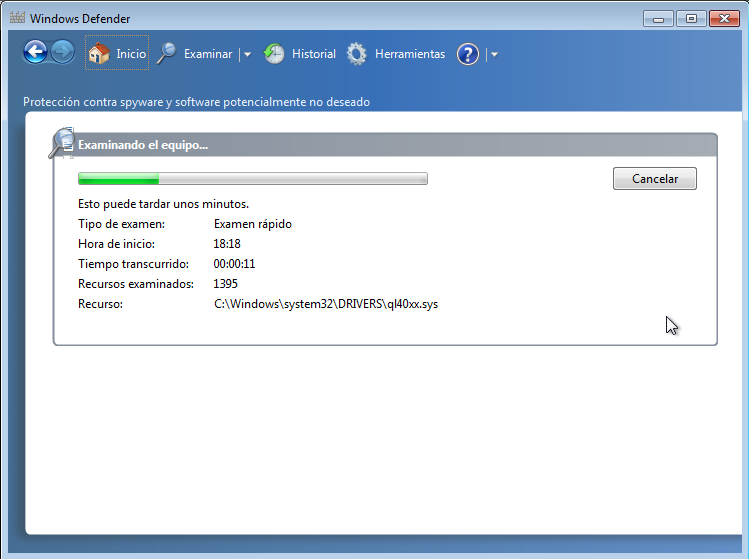 Windows Defender
Inicio Examinar Historial Herramientas ?
Protección contra spyware y software potencialmente no deseado
Examinando el equipo...
Cancelar
Esto puede tardar unos minutos.
Tipo de examen: Examen rápido
Hora de inicio: 18:18
Tiempo transcurrido: 00:00:11
Recursos examinados: 1395
Recurso: C:\Windows\system32\DRIVERS\ql40xx.sys